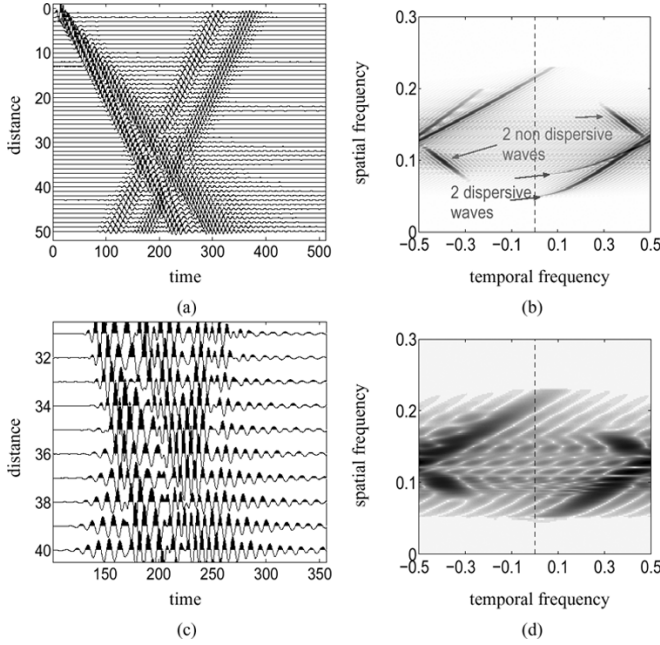 0
10
20
30
40
50
distance
0 100 200 300 400 500
time
(a)
0.3
0.2
0.1
0
spatial frequency
2 non dispersive
waves
2 dispersive
waves
−0.5 −0.3 −0.1 0.1 0.3 0.5
temporal frequency
(b)
32
34
36
38
40
distance
150 200 250 300 350
time
(c)
0.3
0.2
0.1
0
spatial frequency
−0.5 −0.3 −0.1 0.1 0.3 0.5
temporal frequency
(d)